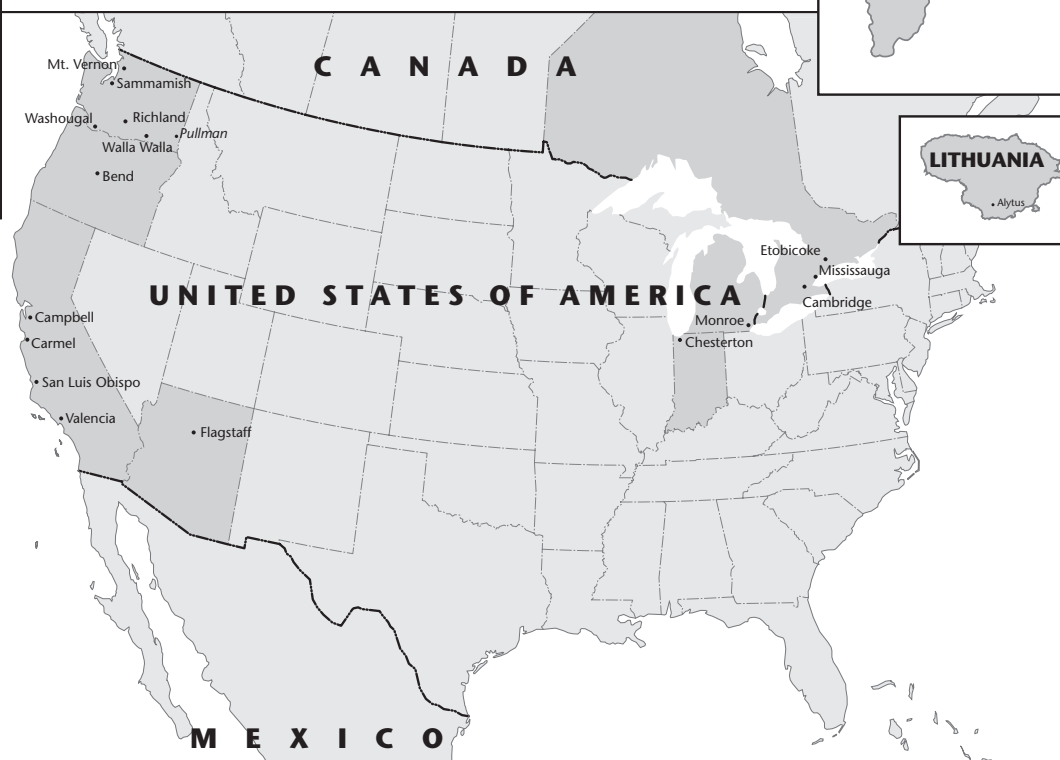 CANADA
Mt. Vernon
Sammamish
Washougal
Richland
Pullman
Walla Walla
LITHUANIA
Bend
Alytus
Etobicoke
Mississauga
UNITED STATES OF AMERICA
Cambridge
Campbell
Monroe
Carmel
Chesterton
San Luis Obispo
Valencia
Flagstaff
MEXICO